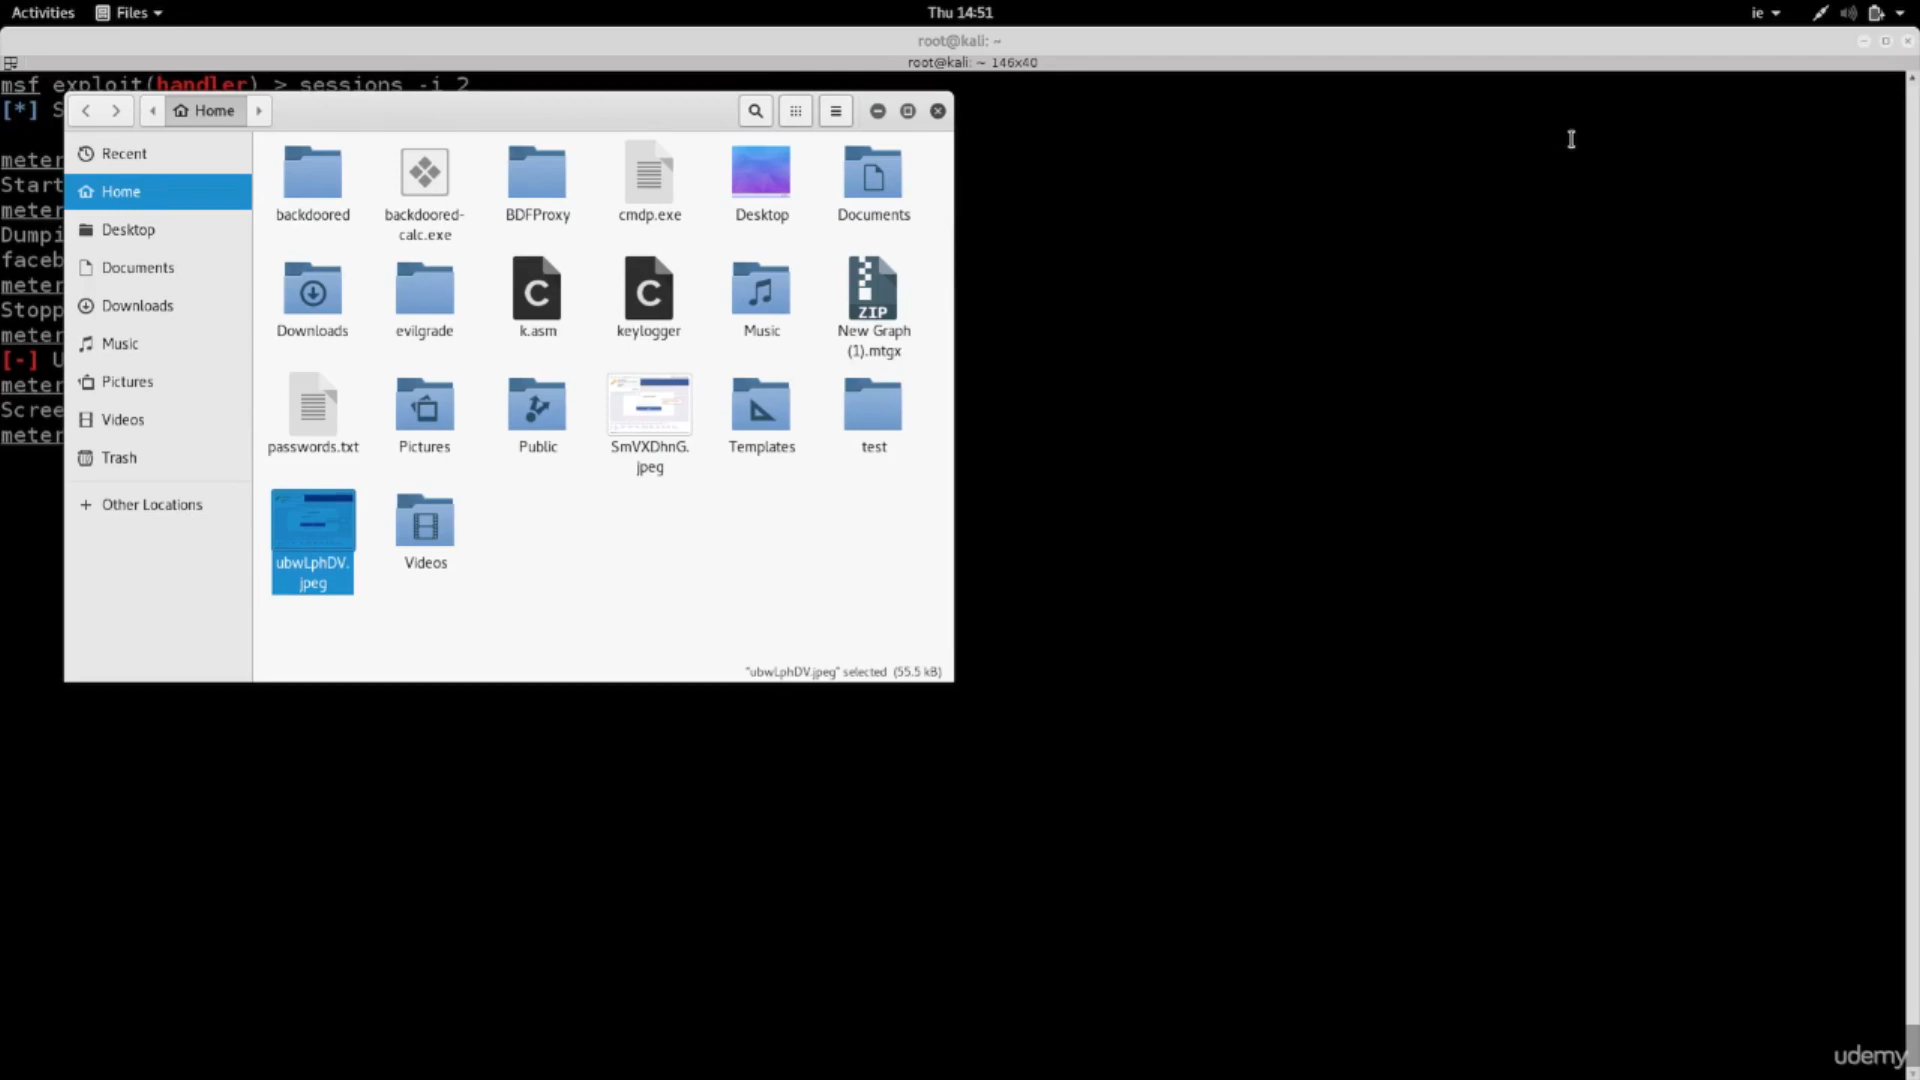 Activities Files Thu 14:51 ie
root@kali: ~
root@kali: ~ 146x40
msf exploit(handler) > sessions -i 2
[*] S
meter
Start
meter
Dumpi
faceb
meter
Stopp
meter
[-] U
meter
Scree
meter
Home
Recent
Home
Desktop
Documents
Downloads
Music
Pictures
Videos
Trash
+ Other Locations
backdoored
backdoored-
calc.exe
BDFProxy
cmdp.exe
Desktop
Documents
Downloads
evilgrade
C
k.asm
C
keylogger
Music
ZIP
New Graph
(1).mtgx
passwords.txt
Pictures
Public
SmVXDhnG.
jpeg
Templates
test
ubwLphDV.
jpeg
Videos
"ubwLphDV.jpeg" selected (55.5 kB)
udemy